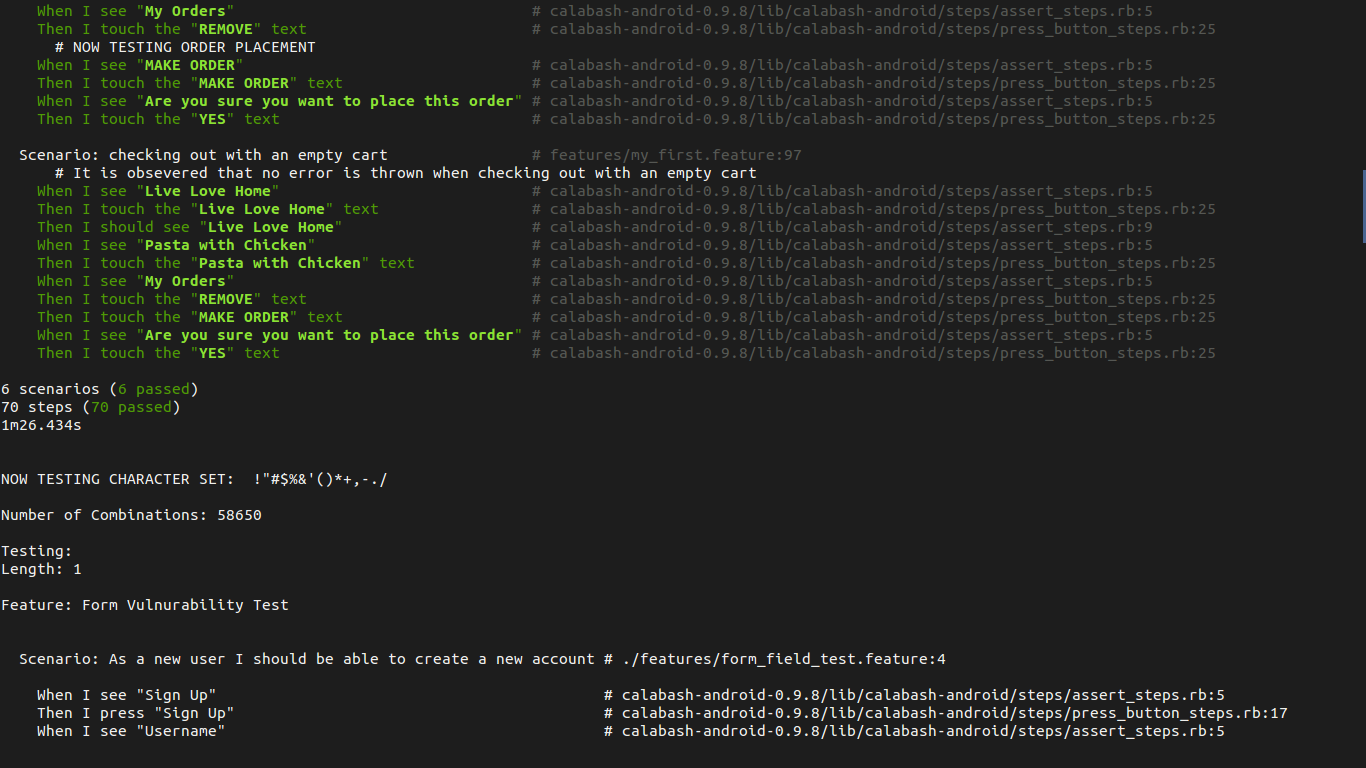 When I see "My Orders" # calabash-android-0.9.8/lib/calabash-android/steps/assert_steps.rb:5
Then I touch the "REMOVE" text # calabash-android-0.9.8/lib/calabash-android/steps/press_button_steps.rb:25
# NOW TESTING ORDER PLACEMENT
When I see "MAKE ORDER" # calabash-android-0.9.8/lib/calabash-android/steps/assert_steps.rb:5
Then I touch the "MAKE ORDER" text # calabash-android-0.9.8/lib/calabash-android/steps/press_button_steps.rb:25
When I see "Are you sure you want to place this order" # calabash-android-0.9.8/lib/calabash-android/steps/assert_steps.rb:5
Then I touch the "YES" text # calabash-android-0.9.8/lib/calabash-android/steps/press_button_steps.rb:25
Scenario: checking out with an empty cart # features/my_first.feature:97
# It is obsevered that no error is thrown when checking out with an empty cart
When I see "Live Love Home" # calabash-android-0.9.8/lib/calabash-android/steps/assert_steps.rb:5
Then I touch the "Live Love Home" text # calabash-android-0.9.8/lib/calabash-android/steps/press_button_steps.rb:25
Then I should see "Live Love Home" # calabash-android-0.9.8/lib/calabash-android/steps/assert_steps.rb:9
When I see "Pasta with Chicken" # calabash-android-0.9.8/lib/calabash-android/steps/assert_steps.rb:5
Then I touch the "Pasta with Chicken" text # calabash-android-0.9.8/lib/calabash-android/steps/press_button_steps.rb:25
When I see "My Orders" # calabash-android-0.9.8/lib/calabash-android/steps/assert_steps.rb:5
Then I touch the "REMOVE" text # calabash-android-0.9.8/lib/calabash-android/steps/press_button_steps.rb:25
Then I touch the "MAKE ORDER" text # calabash-android-0.9.8/lib/calabash-android/steps/press_button_steps.rb:25
When I see "Are you sure you want to place this order" # calabash-android-0.9.8/lib/calabash-android/steps/assert_steps.rb:5
Then I touch the "YES" text # calabash-android-0.9.8/lib/calabash-android/steps/press_button_steps.rb:25
6 scenarios (6 passed)
70 steps (70 passed)
1m26.434s
NOW TESTING CHARACTER SET:  !"#$%&'()*+,-./
Number of Combinations: 58650
Testing:
Length: 1
Feature: Form Vulnurability Test
Scenario: As a new user I should be able to create a new account # ./features/form_field_test.feature:4
When I see "Sign Up" # calabash-android-0.9.8/lib/calabash-android/steps/assert_steps.rb:5
Then I press "Sign Up" # calabash-android-0.9.8/lib/calabash-android/steps/press_button_steps.rb:17
When I see "Username" # calabash-android-0.9.8/lib/calabash-android/steps/assert_steps.rb:5